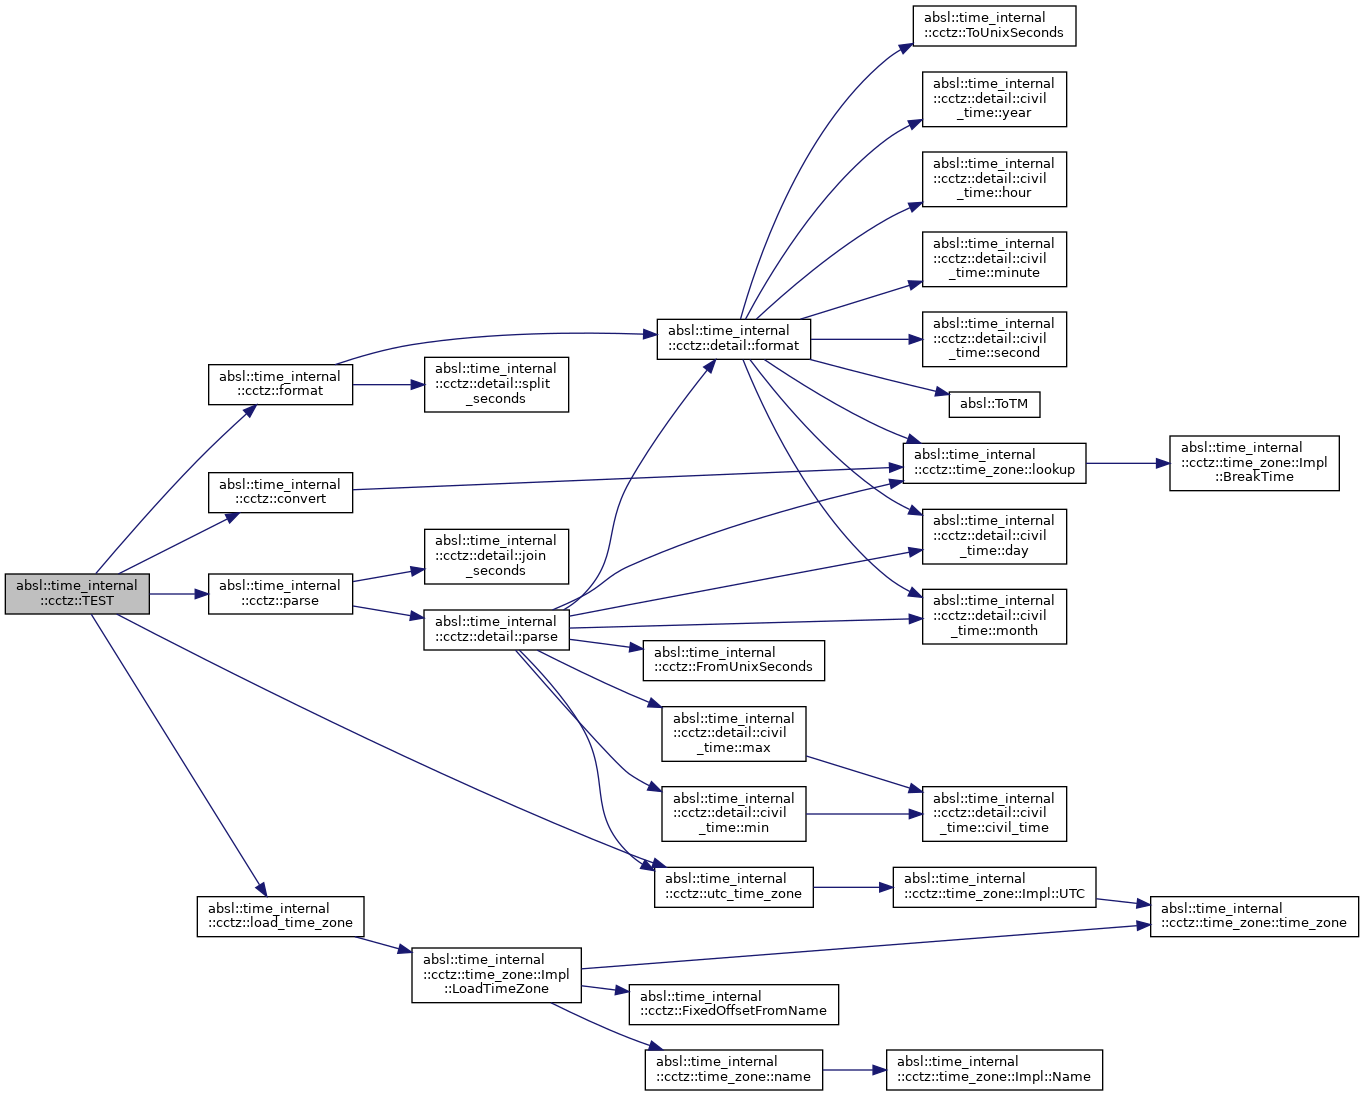 absl::time_internal
::cctz::TEST
absl::time_internal
::cctz::format
absl::time_internal
::cctz::convert
absl::time_internal
::cctz::parse
absl::time_internal
::cctz::load_time_zone
absl::time_internal
::cctz::detail::split
_seconds
absl::time_internal
::cctz::detail::join
_seconds
absl::time_internal
::cctz::detail::parse
absl::time_internal
::cctz::time_zone::Impl
::LoadTimeZone
absl::time_internal
::cctz::detail::format
absl::time_internal
::cctz::FromUnixSeconds
absl::time_internal
::cctz::detail::civil
_time::max
absl::time_internal
::cctz::detail::civil
_time::min
absl::time_internal
::cctz::utc_time_zone
absl::time_internal
::cctz::FixedOffsetFromName
absl::time_internal
::cctz::time_zone::name
absl::time_internal
::cctz::ToUnixSeconds
absl::time_internal
::cctz::detail::civil
_time::year
absl::time_internal
::cctz::detail::civil
_time::hour
absl::time_internal
::cctz::detail::civil
_time::minute
absl::time_internal
::cctz::detail::civil
_time::second
absl::ToTM
absl::time_internal
::cctz::time_zone::lookup
absl::time_internal
::cctz::detail::civil
_time::day
absl::time_internal
::cctz::detail::civil
_time::month
absl::time_internal
::cctz::detail::civil
_time::civil_time
absl::time_internal
::cctz::time_zone::Impl::UTC
absl::time_internal
::cctz::time_zone::Impl::Name
absl::time_internal
::cctz::time_zone::Impl
::BreakTime
absl::time_internal
::cctz::time_zone::time_zone